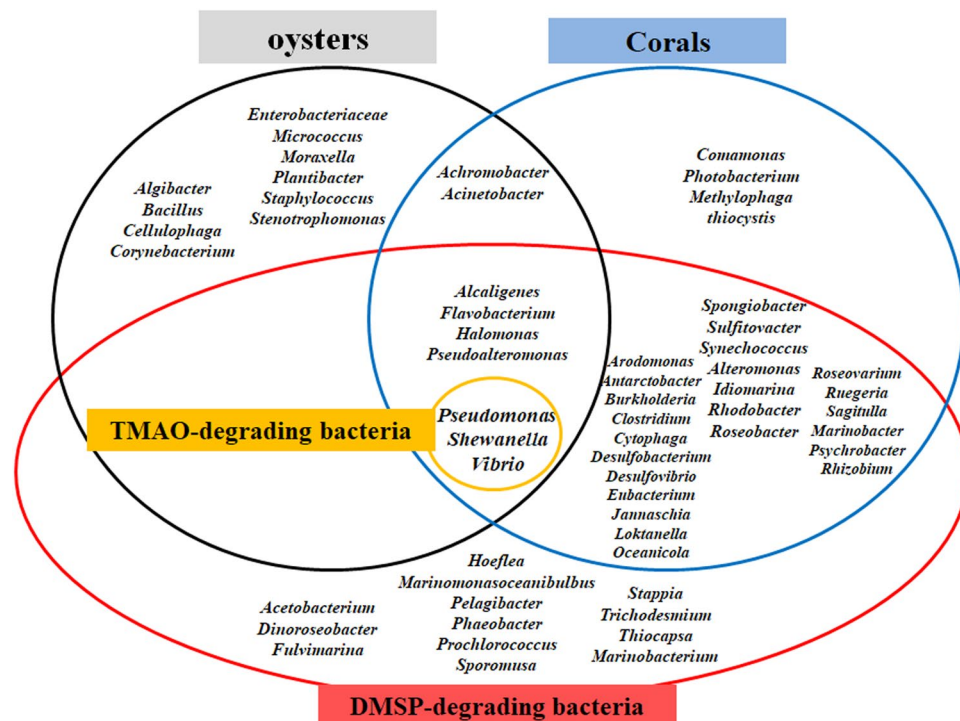 oysters
Corals
Enterobacteriaceae
Micrococcus
Moraxella
Plantibacter
Staphylococcus
Stenotrophomonas
Algibacter
Bacillus
Cellulophaga
Corynebacterium
Achromobacter
Acinetobacter
Comamonas
Photobacterium
Methylophaga
thiocystis
Alcaligenes
Flavobacterium
Halomonas
Pseudoalteromonas
Spongiobacter
Sulfitovacter
Synechococcus
Alteromonas
Idiomarina
Rhodobacter
Roseobacter
Arodomonas
Antarctobacter
Burkholderia
Clostridium
Cytophaga
Desulfobacterium
Desulfovibrio
Eubacterium
Jannaschia
Loktanella
Oceanicola
Roseovarium
Ruegeria
Sagitulla
Marinobacter
Psychrobacter
Rhizobium
TMAO-degrading bacteria
Pseudomonas
Shewanella
Vibrio
Acetobacterium
Dinoroseobacter
Fulvimarina
Hoeflea
Marinomonasoceanibulbus
Pelagibacter
Phaeobacter
Prochlorococcus
Sporomusa
Stappia
Trichodesmium
Thiocapsa
Marinobacterium
DMSP-degrading bacteria